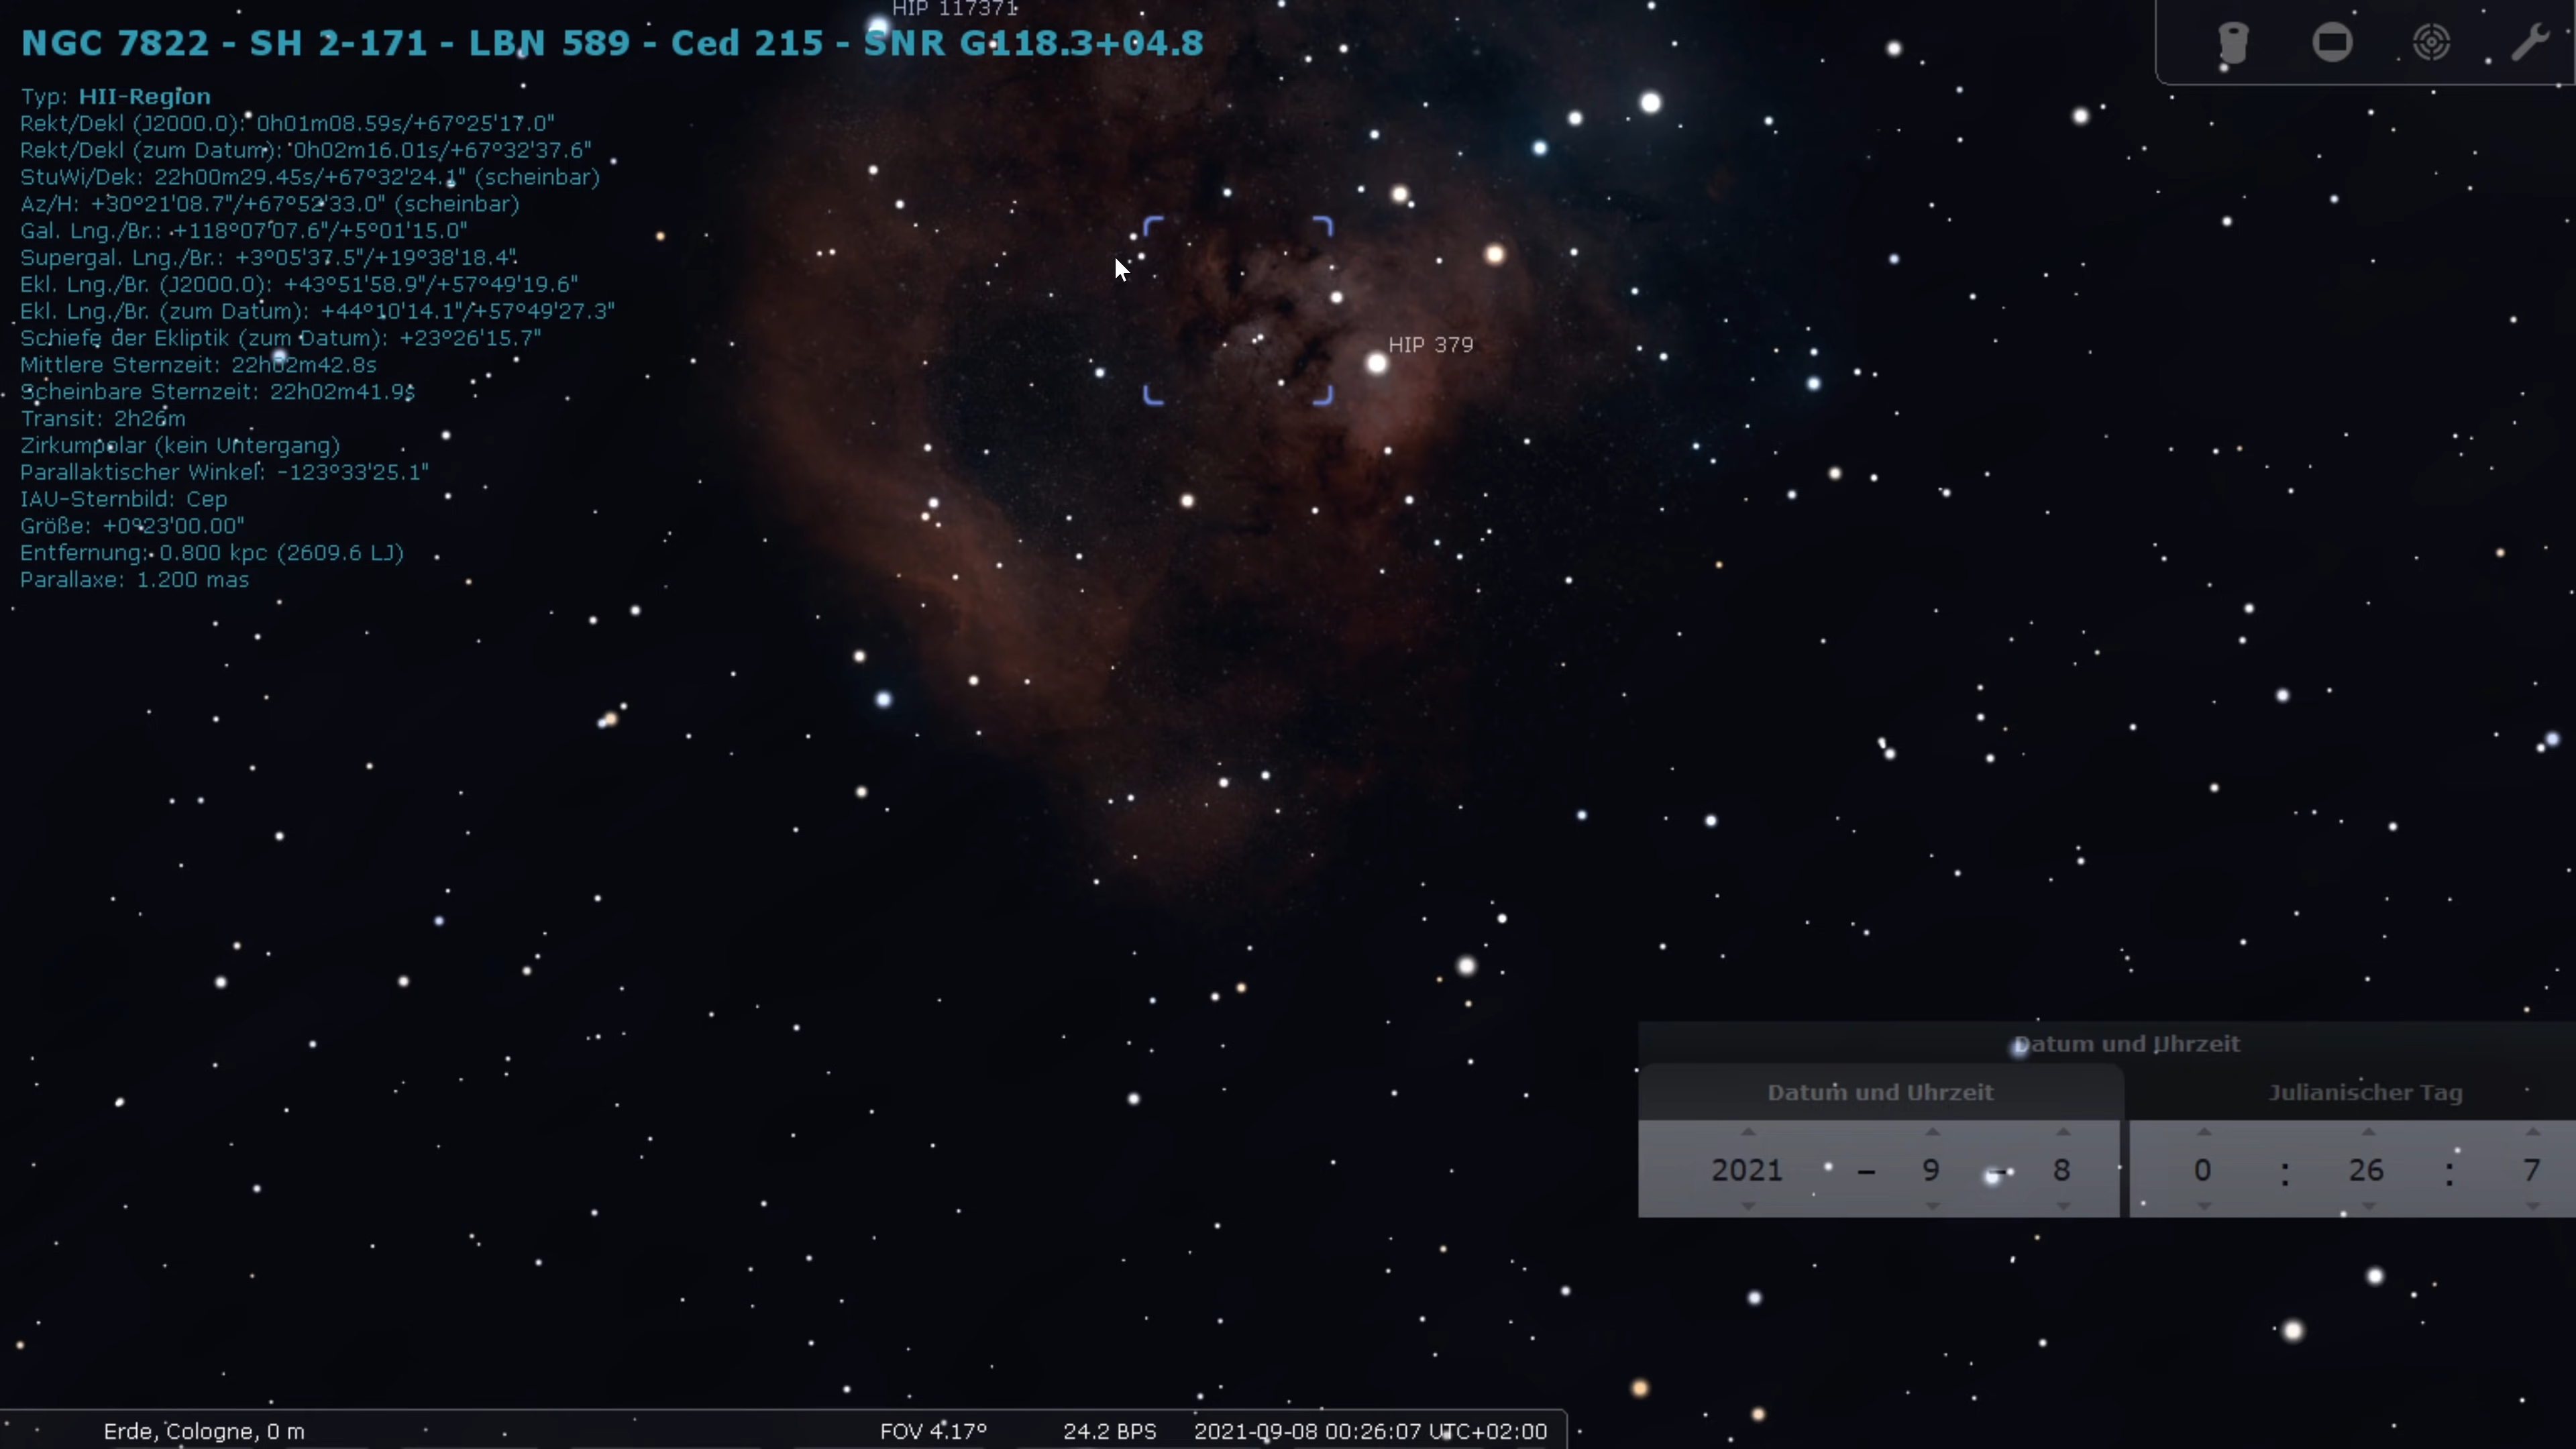 HIP 117371
NGC 7822 - SH 2-171 - LBN 589 - Ced 215 - SNR G118.3+04.8
Typ: HII-Region
Rekt/Dekl (J2000.0): 0h01m08.59s/+67°25'17.0"
Rekt/Dekl (zum Datum): 0h02m16.01s/+67°32'37.6"
StuWi/Dek: 22h00m29.45s/+67°32'24.1" (scheinbar)
Az/H: +30°21'08.7"/+67°52'33.0" (scheinbar)
Gal. Lng./Br.: +118°07'07.6"/+5°01'15.0"
Supergal. Lng./Br.: +3°05'37.5"/+19°38'18.4"
Ekl. Lng./Br. (J2000.0): +43°51'58.9"/+57°49'19.6"
Ekl. Lng./Br. (zum Datum): +44°10'14.1"/+57°49'27.3"
Schiefe der Ekliptik (zum Datum): +23°26'15.7"
Mittlere Sternzeit: 22h02m42.8s
Scheinbare Sternzeit: 22h02m41.9s
Transit: 2h26m
Zirkumpolar (kein Untergang)
Parallaktischer Winkel: -123°33'25.1"
IAU-Sternbild: Cep
Größe: +0°23'00.00"
Entfernung: 0.800 kpc (2609.6 LJ)
Parallaxe: 1.200 mas
HIP 379
Datum und Uhrzeit
Datum und Uhrzeit Julianischer Tag
2021 - 9 - 8 0 : 26 : 7
Erde, Cologne, 0 m FOV 4.17° 24.2 BPS 2021-09-08 00:26:07 UTC+02:00